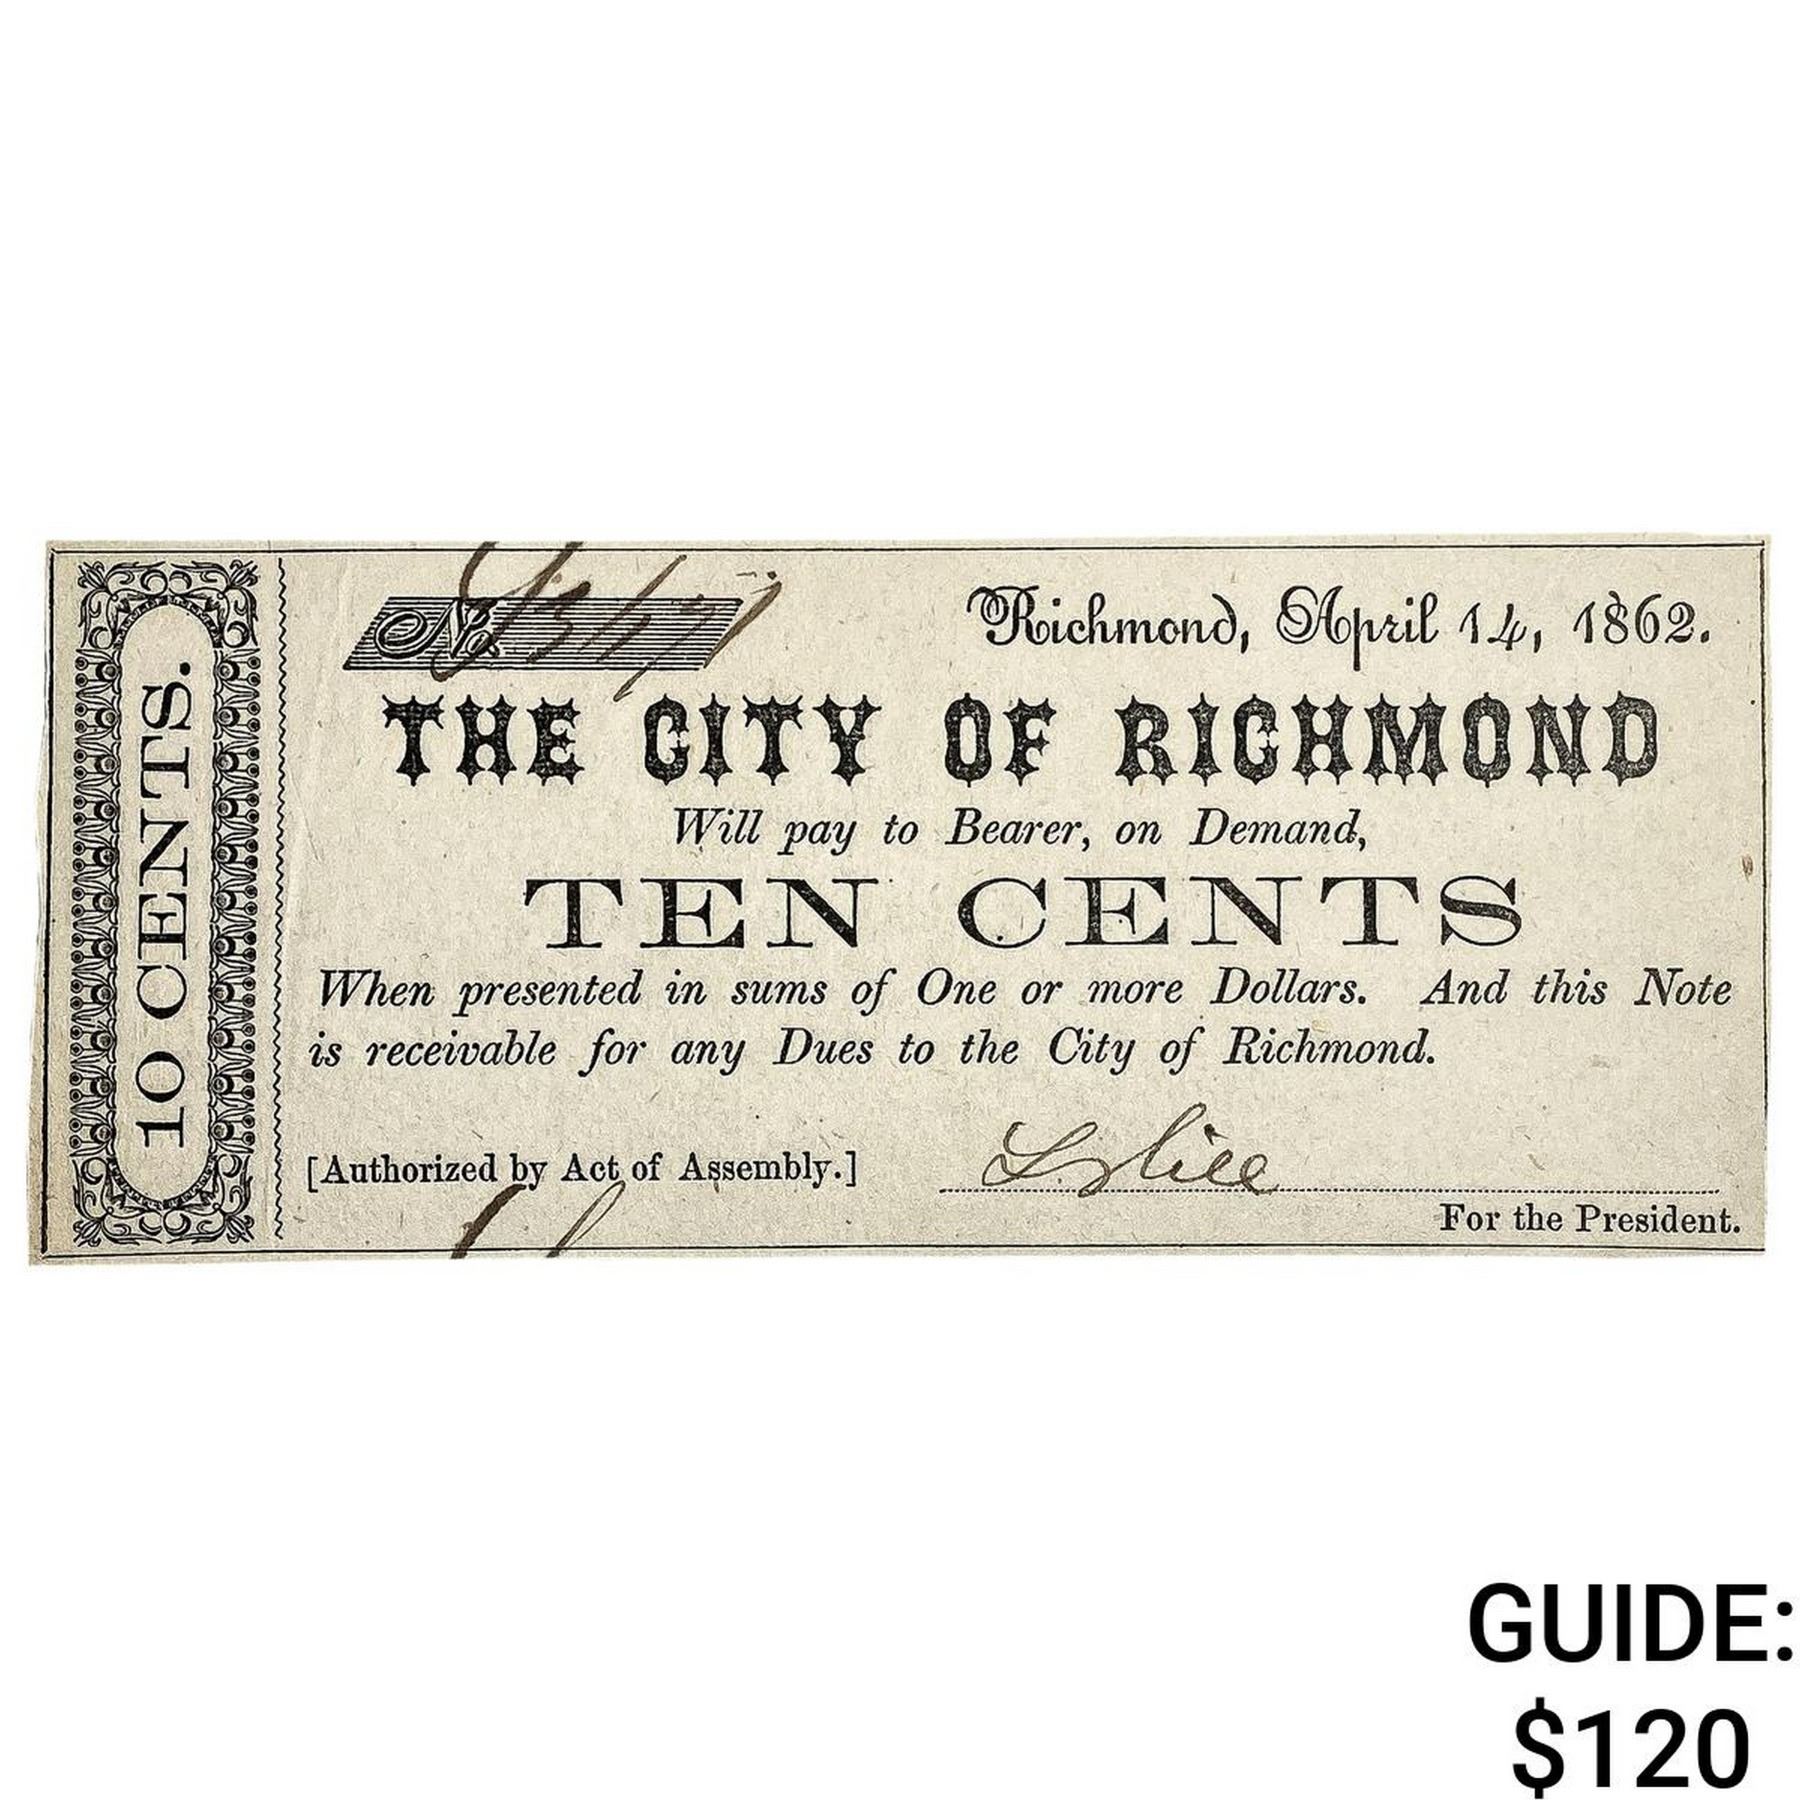 No.
Richmond, April 14, 1862.
10 CENTS.
THE CITY OF RICHMOND
Will pay to Bearer, on Demand,
TEN CENTS
When presented in sums of One or more Dollars. And this Note
is receivable for any Dues to the City of Richmond.
[Authorized by Act of Assembly.]
For the President.
GUIDE:
$120